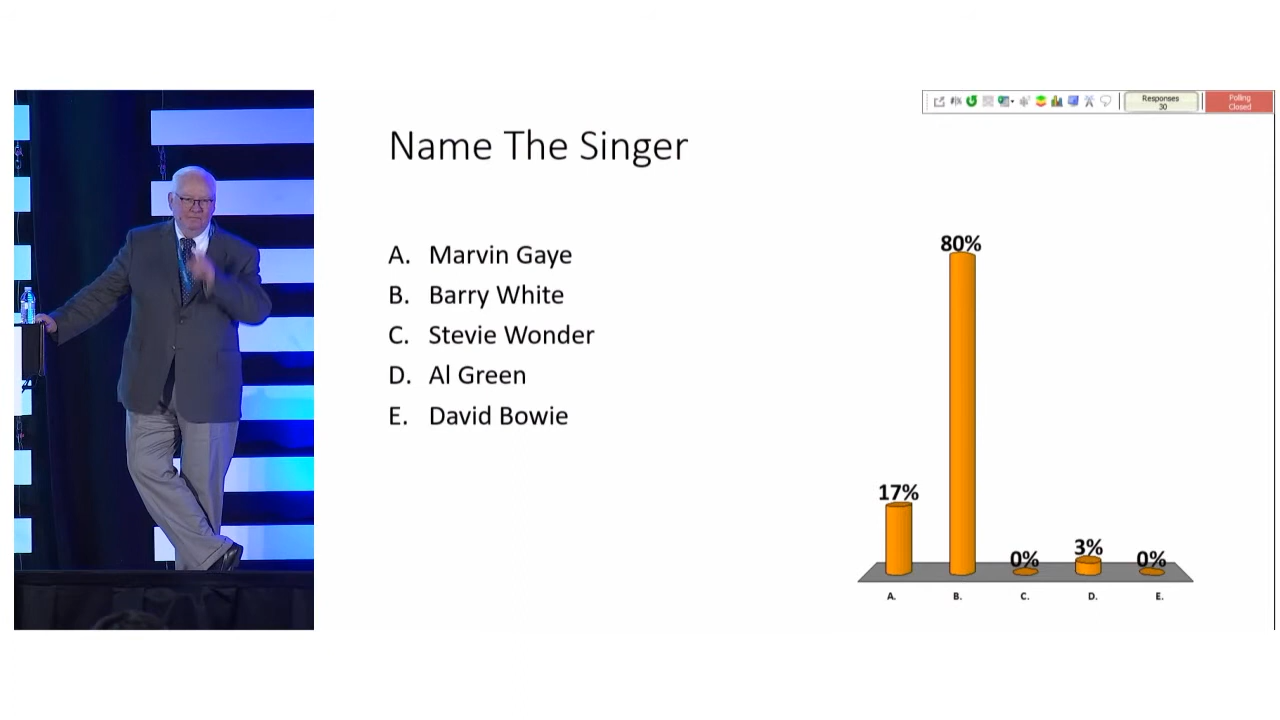 Responses
30
Polling
Closed
Name The Singer
A. Marvin Gaye
B. Barry White
C. Stevie Wonder
D. Al Green
E. David Bowie
80%
17%
0%
3%
0%
A. B. C. D. E.